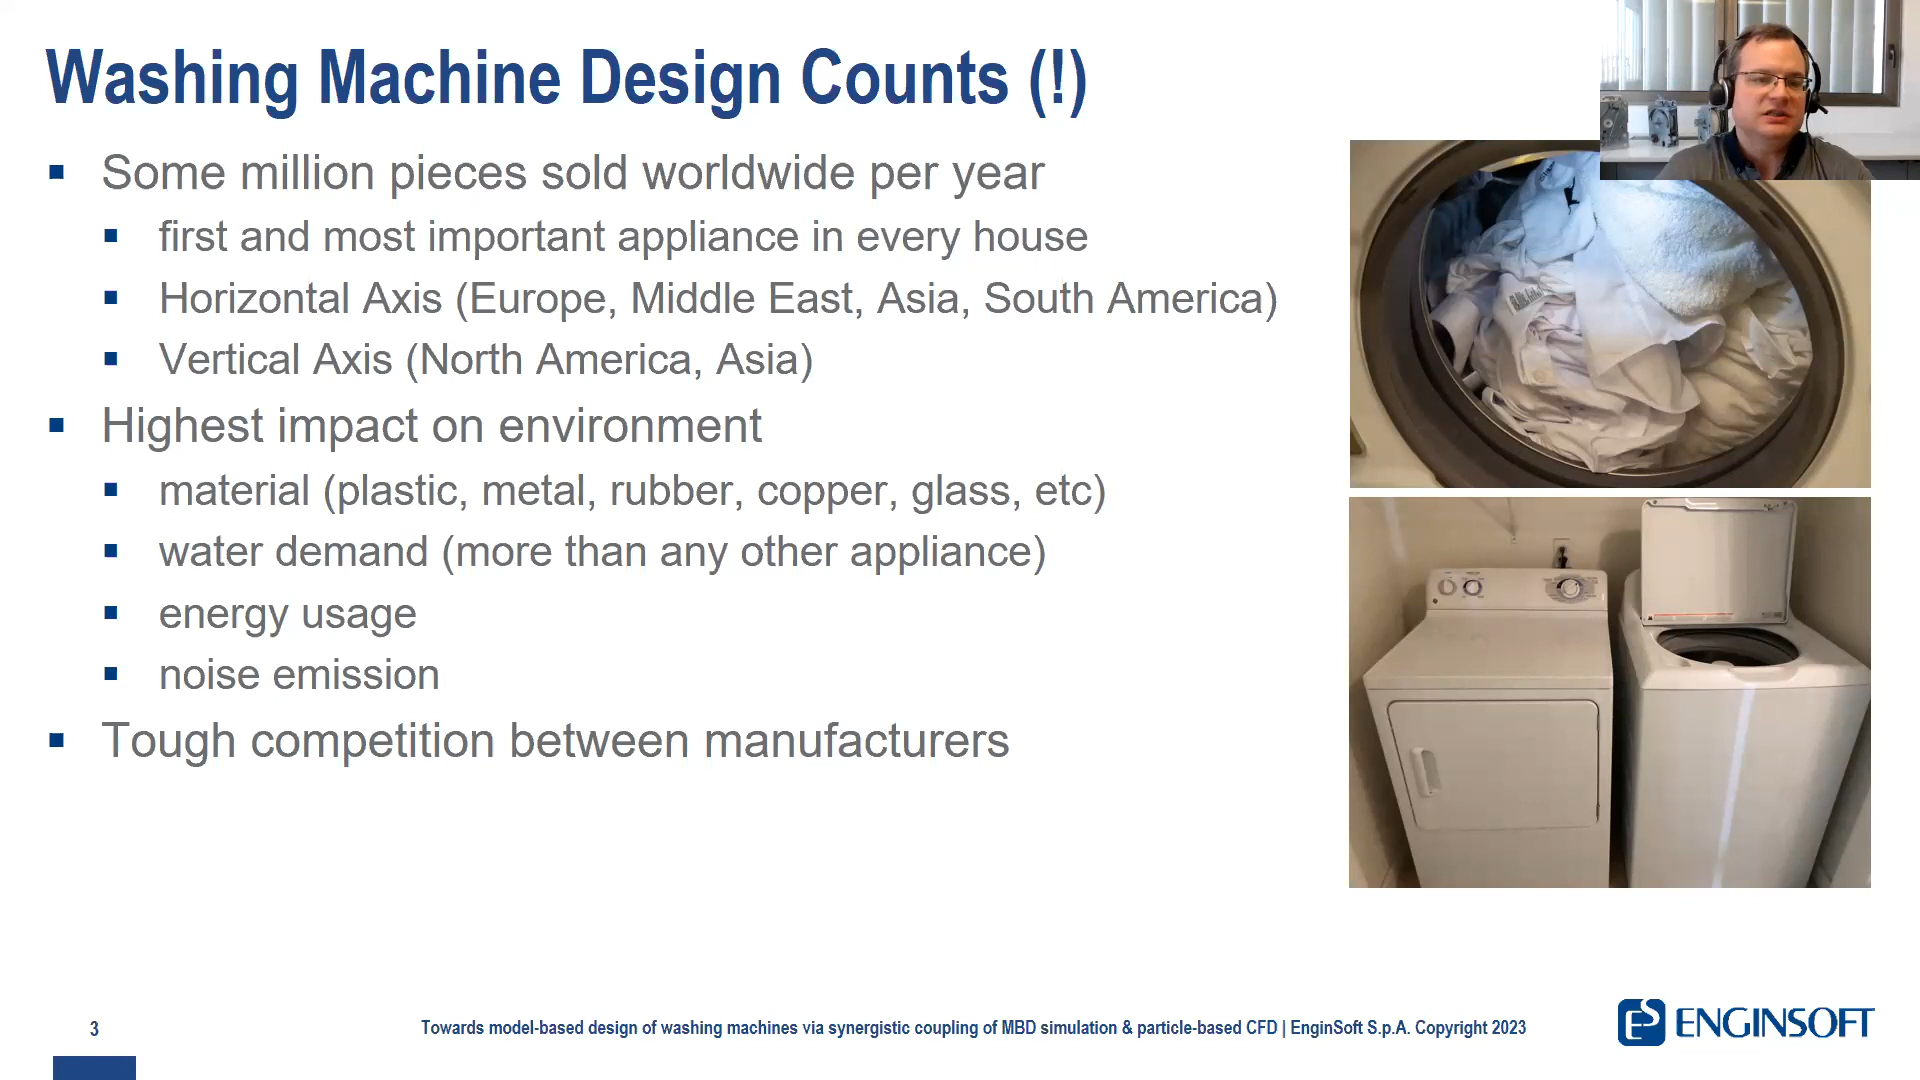 Washing Machine Design Counts (!)
Some million pieces sold worldwide per year
first and most important appliance in every house
Horizontal Axis (Europe, Middle East, Asia, South America)
Vertical Axis (North America, Asia)
Highest impact on environment
material (plastic, metal, rubber, copper, glass, etc)
water demand (more than any other appliance)
energy usage
noise emission
Tough competition between manufacturers
3
Towards model-based design of washing machines via synergistic coupling of MBD simulation & particle-based CFD | EnginSoft S.p.A. Copyright 2023
ES ENGINSOFT